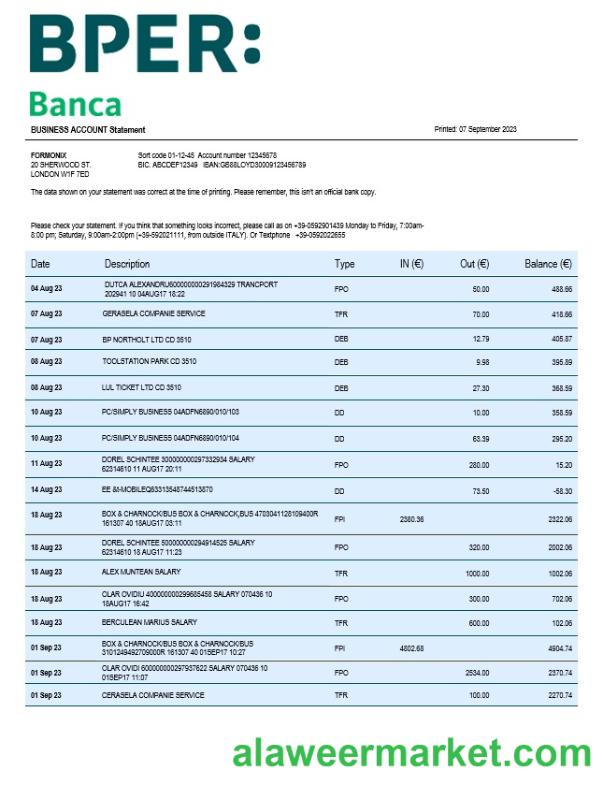 BPER:
Banca
BUSINESS ACCOUNT Statement Printed: 07 September 2023
FORMONIX Sort code 01-12-45 Account number 12345678
20 SHERWOOD ST. BIC. ABCDEF12349 IBAN:GB88LOYD30009123456789
LONDON W1F 7ED
The data shown on your statement was correct at the time of printing. Please remember, this isn't an official bank copy.
Please check your statement. If you think that something looks incorrect, please call as on +39-0592901439 Monday to Friday, 7:00am-
8:00 pm; Saturday, 9:00am-2:00pm (+39-592021111, from outside ITALY). Or Textphone +39-0592022655
Date Description Type IN (€) Out (€) Balance (€)
04 Aug 23 DUTCA ALEXANDRU600000000291984329 TRANCPORT
202941 10 04AUG17 18:22 FPO 50.00 488.66
07 Aug 23 GERASELA COMPANIE SERVICE TFR 70.00 418.66
07 Aug 23 BP NORTHOLT LTD CD 3510 DEB 12.79 405.87
08 Aug 23 TOOLSTATION PARK CD 3510 DEB 9.98 395.89
08 Aug 23 LUL TICKET LTD CD 3510 DEB 27.30 368.59
10 Aug 23 PC/SIMPLY BUSINESS 04ADFN6890/010/103 DD 10.00 358.59
10 Aug 23 PC/SIMPLY BUSINESS 04ADFN6890/010/104 DD 63.39 295.20
11 Aug 23 DOREL SCHINTEE 300000000297332934 SALARY
62314610 11 AUG17 20:11 FPO 280.00 15.20
14 Aug 23 EE &t-MOBILEQ63313548744513870 DD 73.50 -58.30
18 Aug 23 BOX & CHARNOCK/BUS BOX & CHARNOCK,BUS 4703041128109400R
161307 40 18AUG17 03:11 FPI 2380.36 2322.06
18 Aug 23 DOREL SCHINTEE 500000000294914525 SALARY
62314610 18 AUG17 11:23 FPO 320.00 2002.06
18 Aug 23 ALEX MUNTEAN SALARY TFR 1000.00 1002.06
18 Aug 23 OLAR OVIDIU 400000000299685458 SALARY 070436 10
18AUG17 16:42 FPO 300.00 702.06
18 Aug 23 BERCULEAN MARIUS SALARY TFR 600.00 102.06
01 Sep 23 BOX & CHARNOCK/BUS BOX & CHARNOCK/BUS
3101249492709000R 161307 40 01SEP17 10:27 FPI 4802.68 4904.74
01 Sep 23 OLAR OVIDI 600000000297937622 SALARY 070436 10
01SEP17 11:07 FPO 2534.00 2370.74
01 Sep 23 CERASELA COMPANIE SERVICE TFR 100.00 2270.74
alaweermarket.com